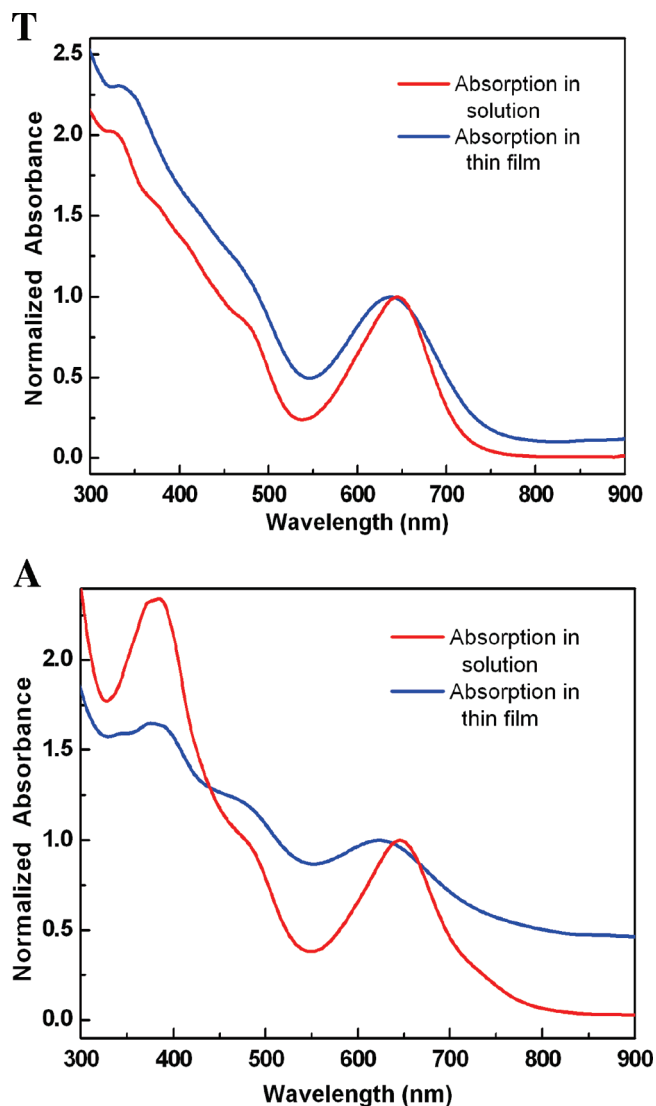 T
2.5
2.0
1.5
1.0
0.5
0.0
Normalized Absorbance
Absorption in
solution
Absorption in
thin film
300 400 500 600 700 800 900
Wavelength (nm)
A
2.0
1.5
1.0
0.5
0.0
Normalized Absorbance
Absorption in
solution
Absorption in
thin film
300 400 500 600 700 800 900
Wavelength (nm)